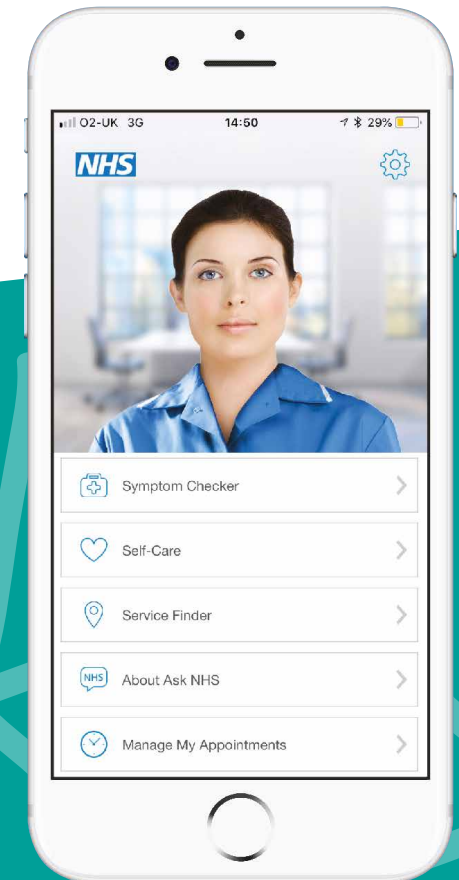 O2-UK 3G 14:50 29%
NHS
Symptom Checker
Self-Care
Service Finder
NHS About Ask NHS
Manage My Appointments